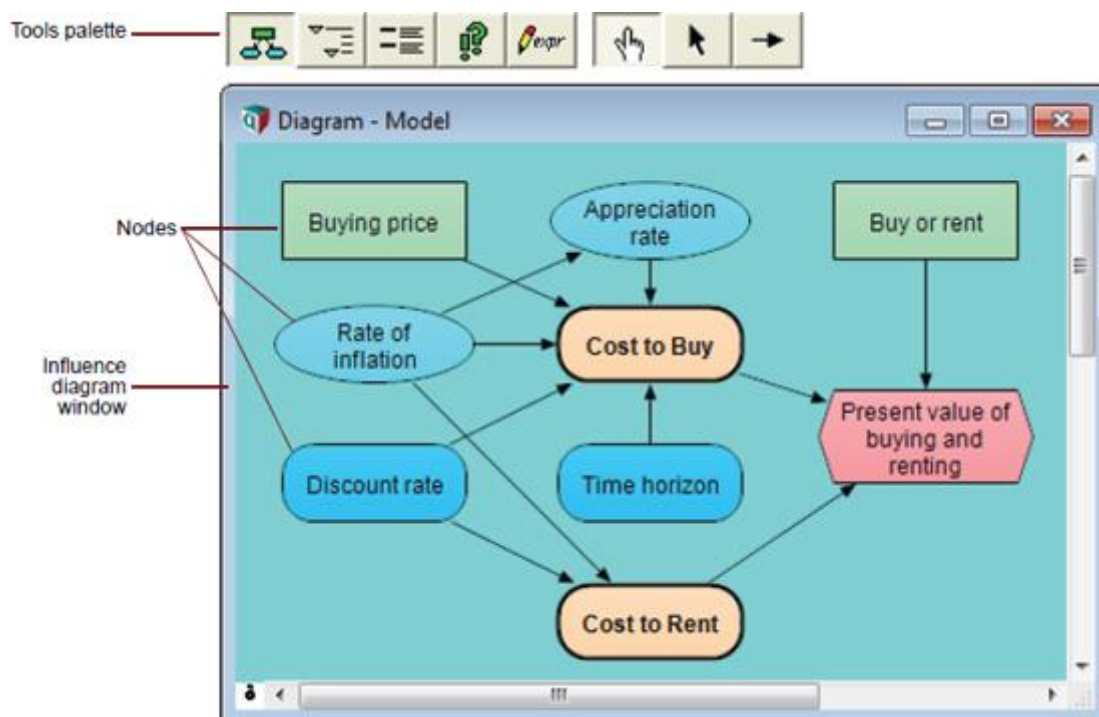 Tools palette
expr
Diagram - Model
Nodes
Buying price
Appreciation
rate
Buy or rent
Rate of
inflation
Cost to Buy
Influence
diagram
window
Present value of
buying and
renting
Discount rate
Time horizon
Cost to Rent